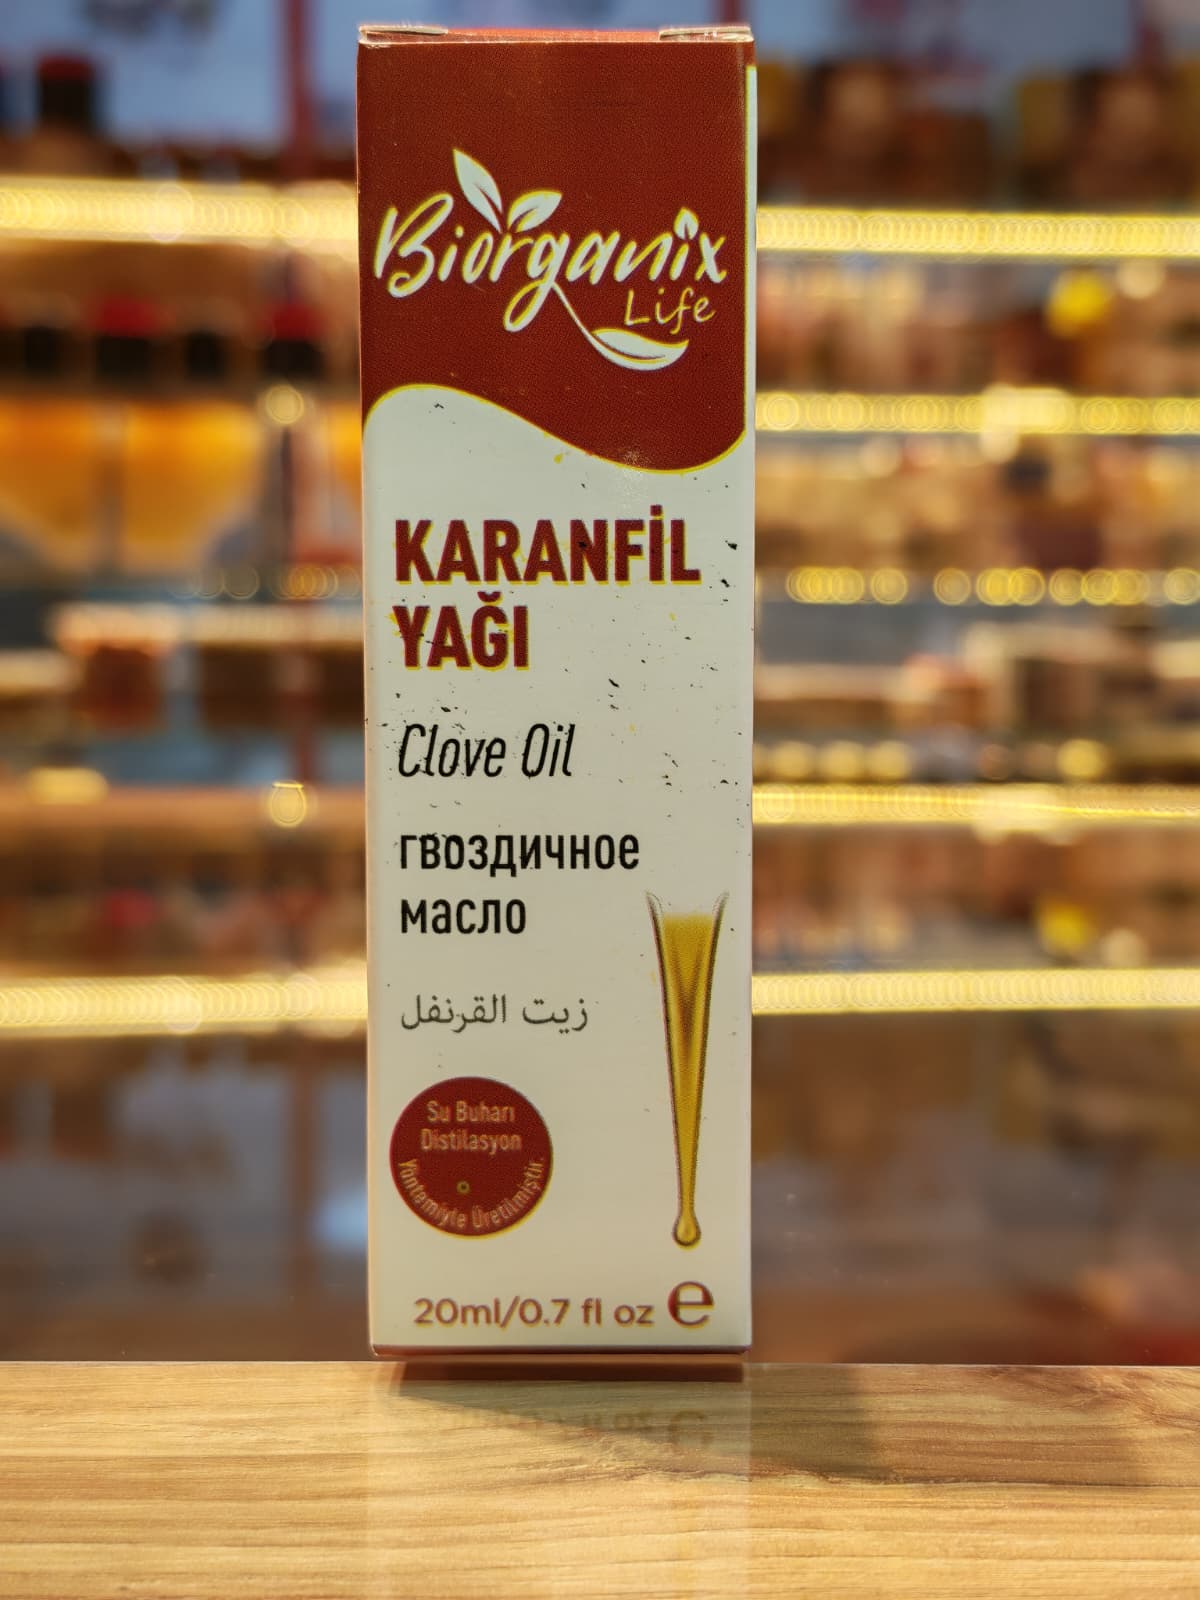 Biorganix
Life
KARANFİL
YAĞI
Clove Oil
гвоздичное
масло
زيت القرنفل
Su Buharı
Distilasyon
Yöntemiyle Üretilmiştir.
20ml/0.7 fl oz ℮